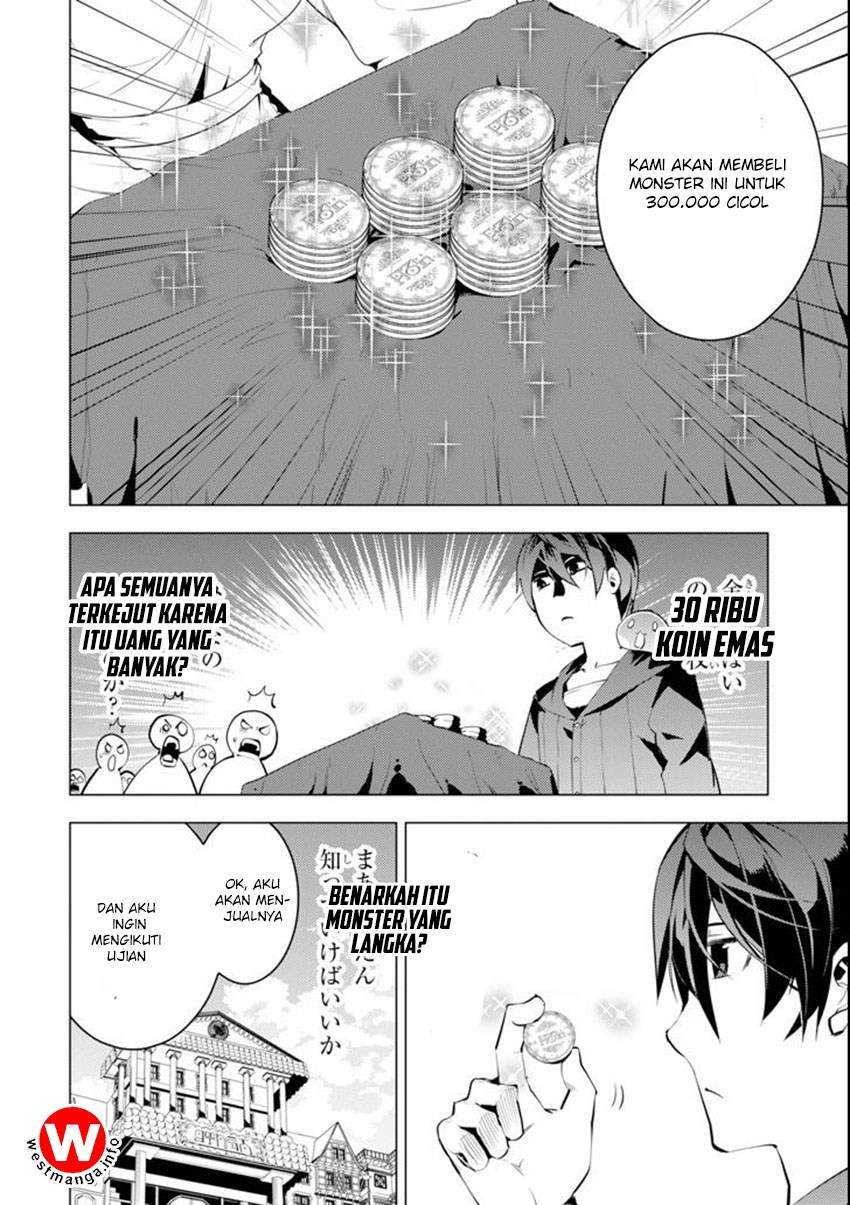 KAMI AKAN MEMBELI
MONSTER INI UNTUK
300.000 CICOL
30 RIBU
KOIN EMAS
APA SEMUANYA
TERKEJUT KARENA
ITU UANG YANG
BANYAK?
BENARKAH ITU
MONSTER YANG
LANGKA?
OK, AKU
AKAN MEN-
JUALNYA
DAN AKU
INGIN
MENGIKUTI
UJIAN
W
westmanga.info